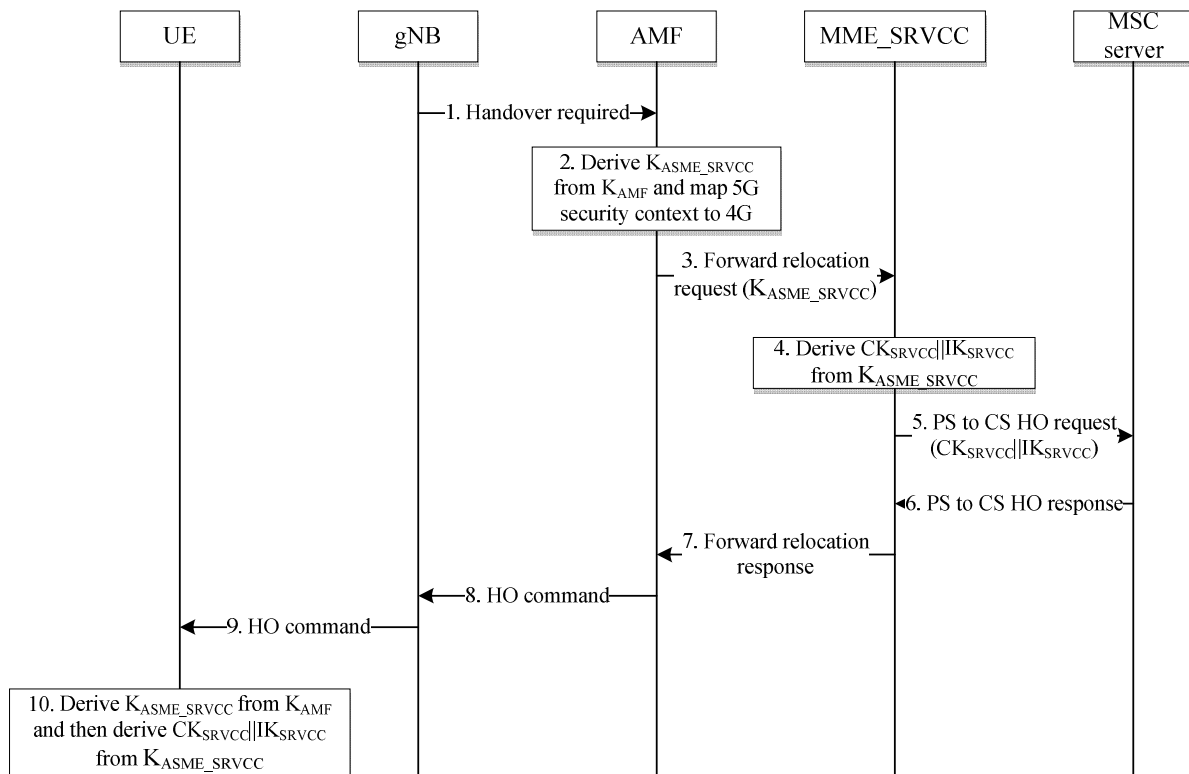 UE
gNB
AMF
MME_SRVCC
MSC
server
1. Handover required
2. Derive KASME_SRVCC
from KAMF and map 5G
security context to 4G
3. Forward relocation
request (KASME_SRVCC)
4. Derive CKSRVCC||IKSRVCC
from KASME_SRVCC
5. PS to CS HO request
(CKSRVCC||IKSRVCC)
6. PS to CS HO response
7. Forward relocation
response
8. HO command
9. HO command
10. Derive KASME_SRVCC from KAMF
and then derive CKSRVCC||IKSRVCC
from KASME_SRVCC